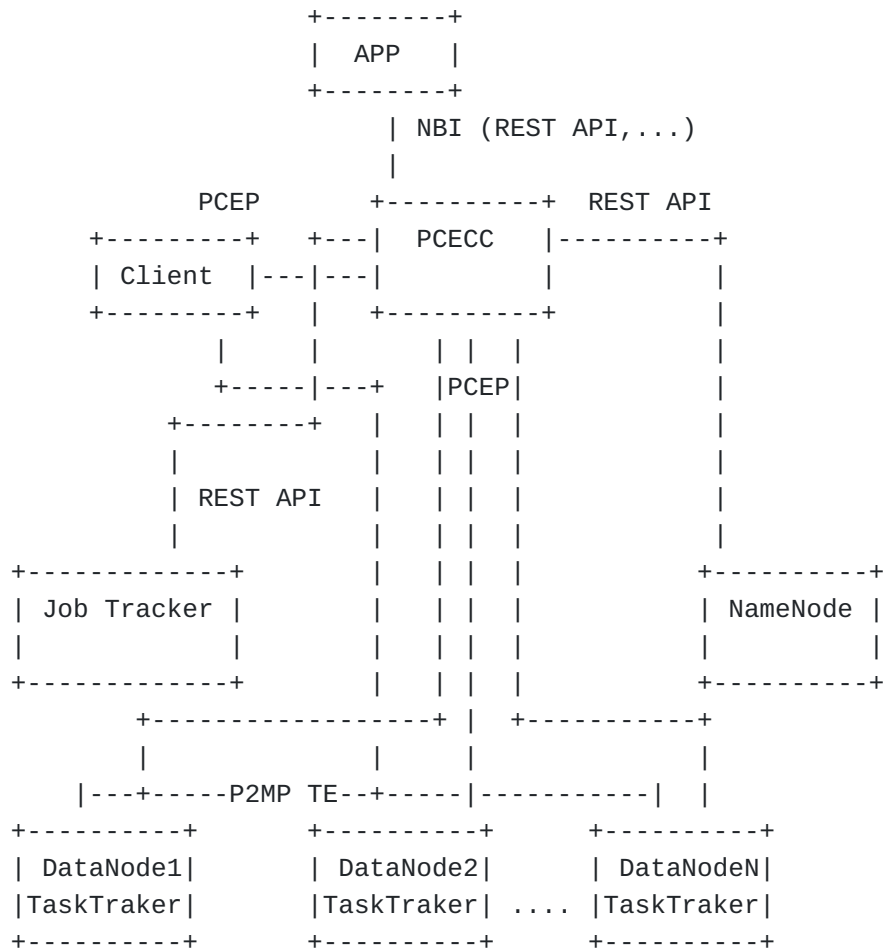 APP
NBI (REST API,...)
PCEP REST API
PCECC
Client
PCEP
REST API
Job Tracker NameNode
P2MP TE
DataNode1 DataNode2 DataNodeN
TaskTraker TaskTraker .... TaskTraker